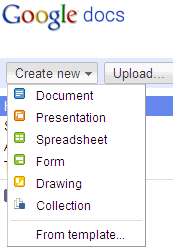 Google docs
Create new Upload...
Document
Presentation
Spreadsheet
Form
Drawing
Collection
From template...